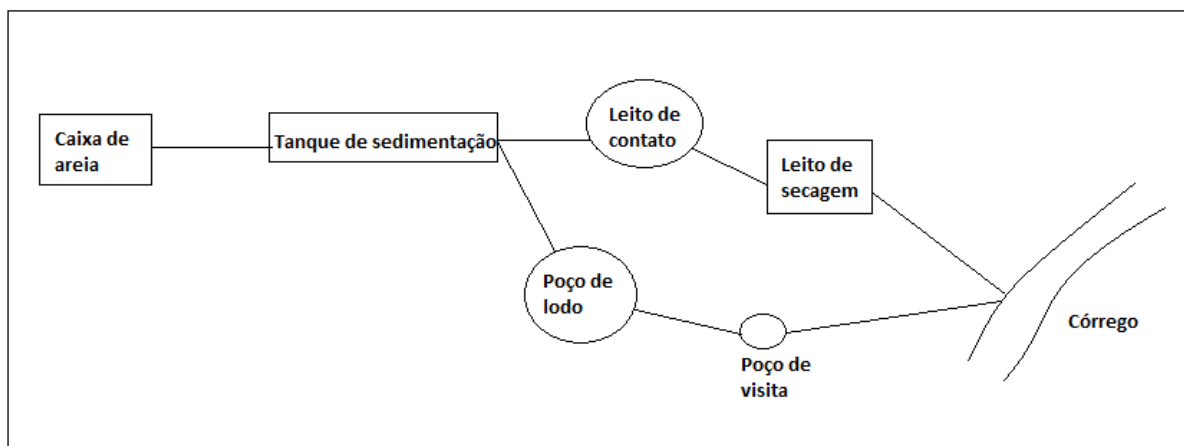 Caixa de
areia
Tanque de sedimentação
Leito de
contato
Leito de
secagem
Poço de
lodo
Poço de
visita
Córrego